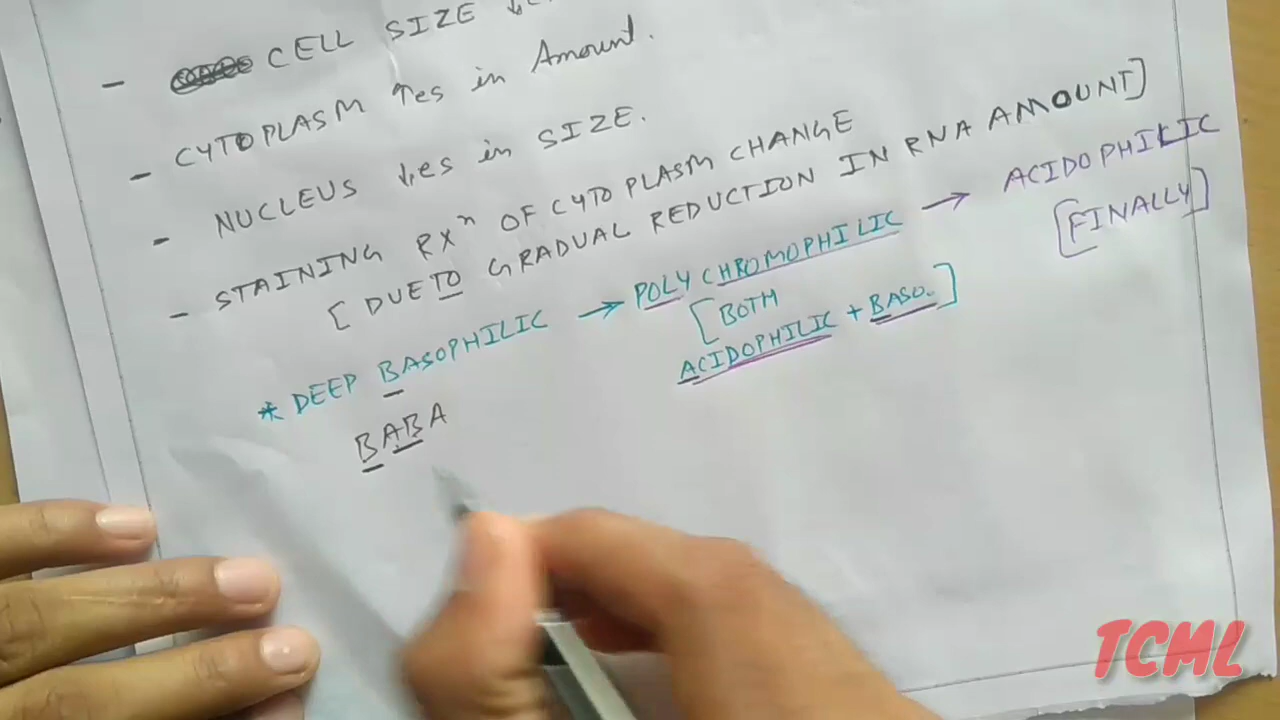 - CELL SIZE
- CYTOPLASM ↑es in Amount.
- NUCLEUS ↓es in SIZE.
- STAINING RXⁿ OF CYTOPLASM CHANGE
[DUE TO GRADUAL REDUCTION IN RNA AMOUNT]
* DEEP BASOPHILIC → POLYCHROMOPHILIC → ACIDOPHILIC
[BOTH
ACIDOPHILIC + BASO.]
[FINALLY]
BABA
TCML